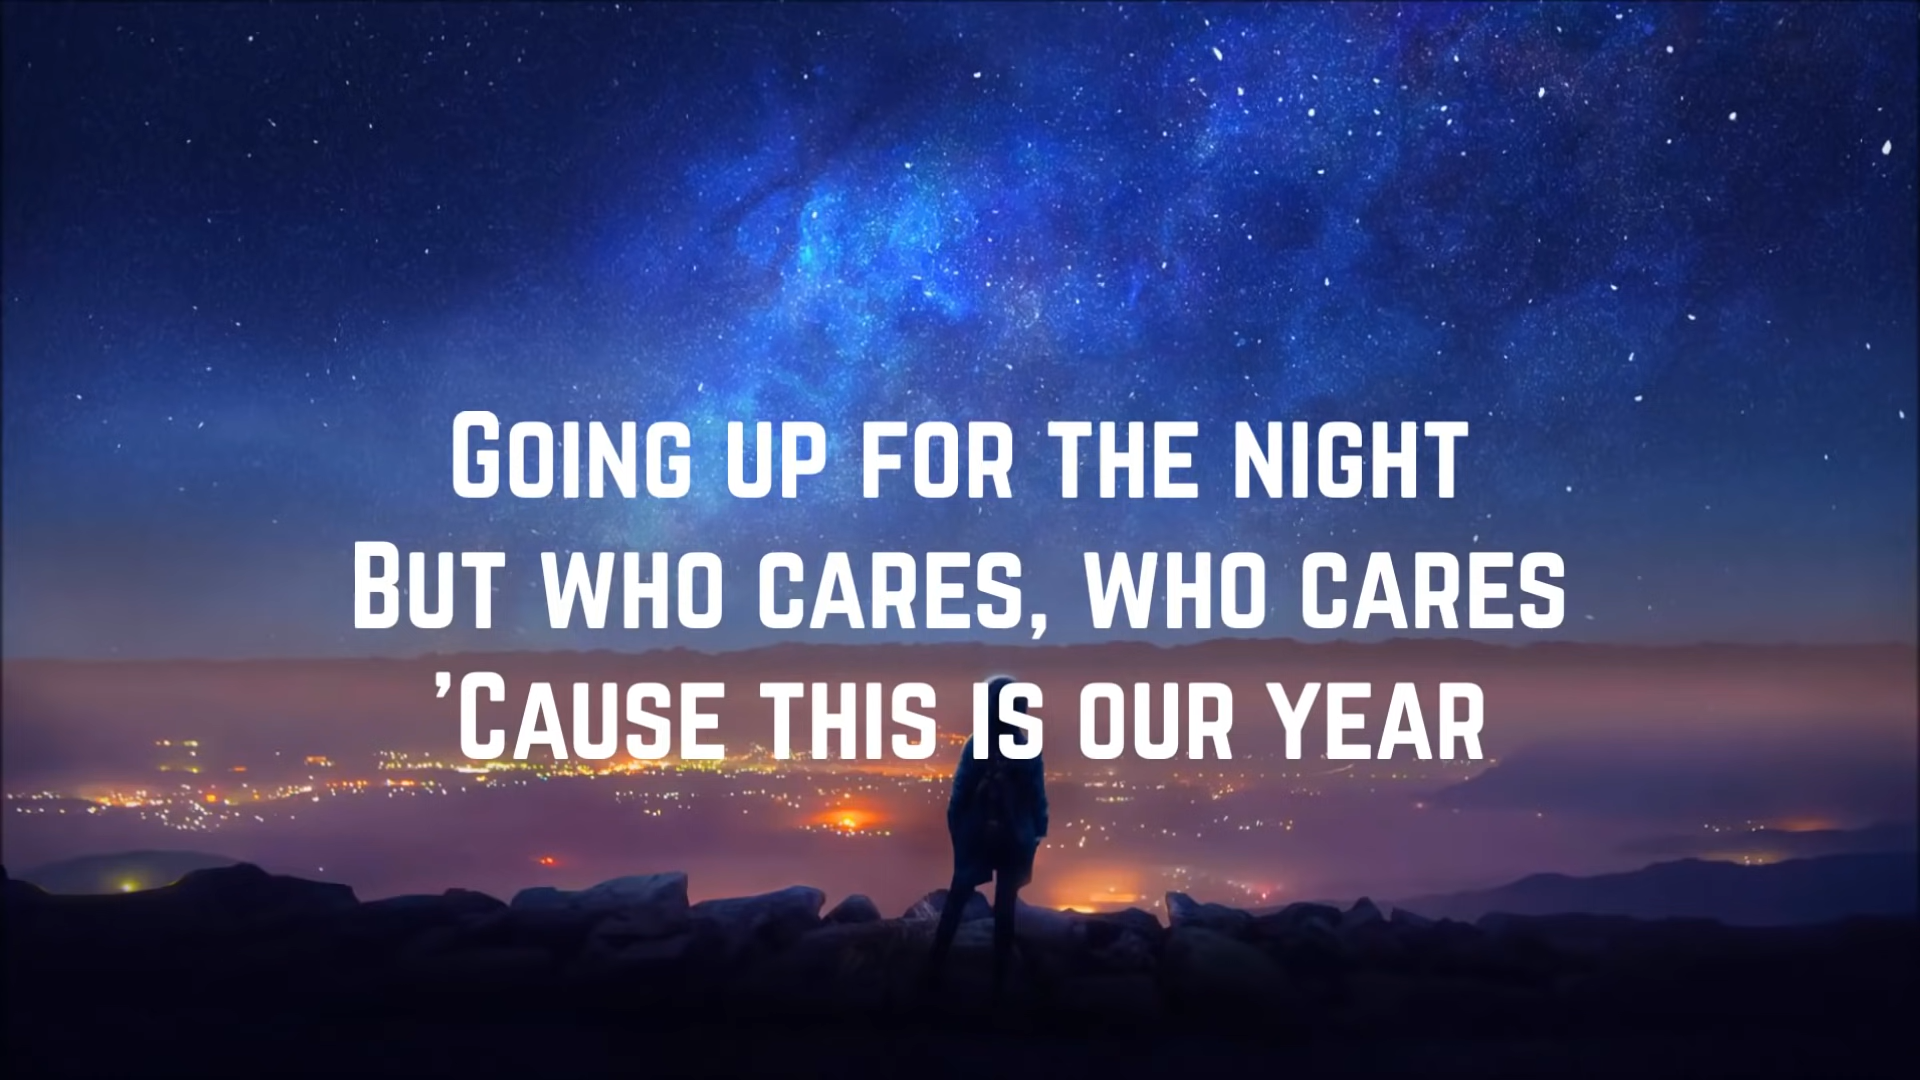 Going up for the night
But who cares, who cares
'Cause this is our year